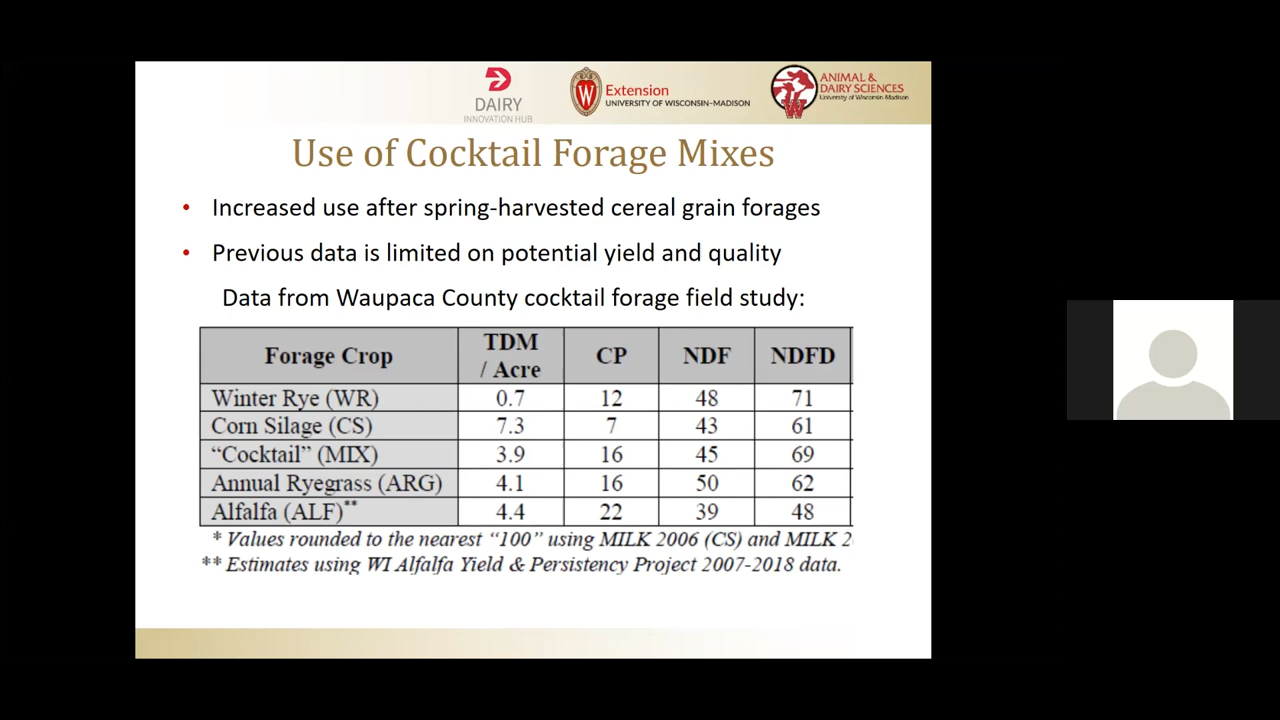 DAIRY
INNOVATION HUB
W
Extension
UNIVERSITY OF WISCONSIN–MADISON
ANIMAL &
DAIRY SCIENCES
University of Wisconsin-Madison
W
Use of Cocktail Forage Mixes
• Increased use after spring-harvested cereal grain forages
• Previous data is limited on potential yield and quality
Data from Waupaca County cocktail forage field study:
Forage Crop TDM / Acre CP NDF NDFD
Winter Rye (WR) 0.7 12 48 71
Corn Silage (CS) 7.3 7 43 61
“Cocktail” (MIX) 3.9 16 45 69
Annual Ryegrass (ARG) 4.1 16 50 62
Alfalfa (ALF)** 4.4 22 39 48
* Values rounded to the nearest “100” using MILK 2006 (CS) and MILK 2
** Estimates using WI Alfalfa Yield & Persistency Project 2007-2018 data.